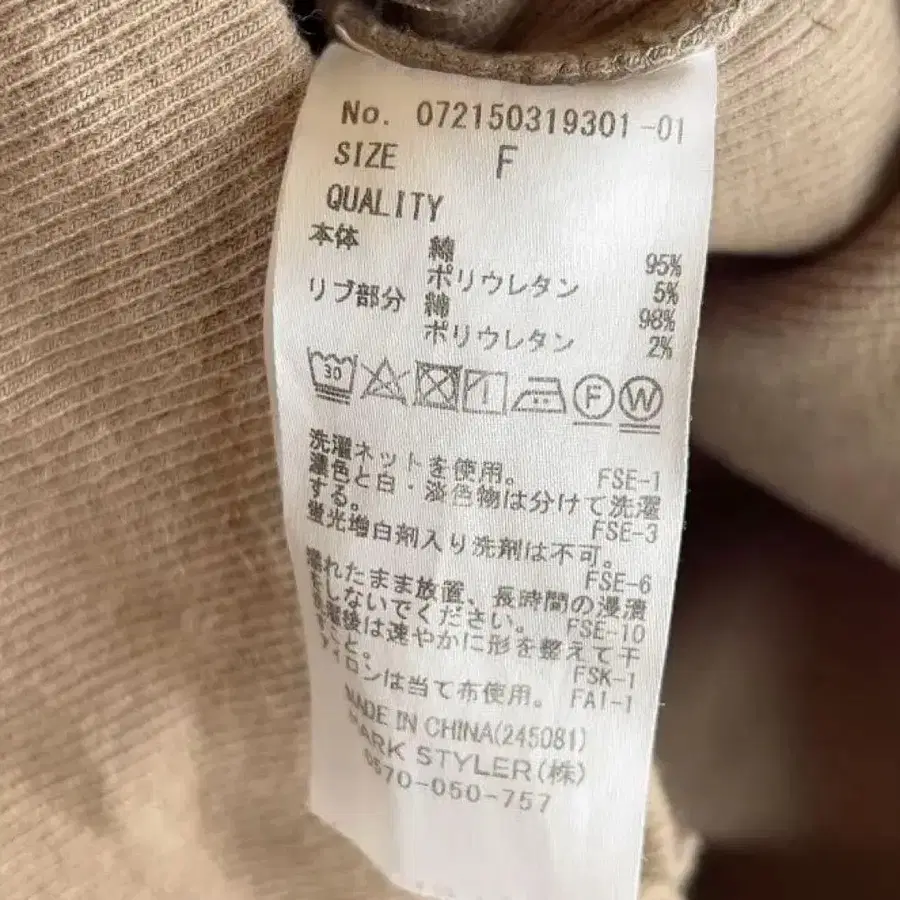 No. 072150319301-01
SIZE F
QUALITY
本体 綿 95%
ポリウレタン 5%
リブ部分 綿 98%
ポリウレタン 2%
30
F W
洗濯ネットを使用。 FSE-1
濃色と白・淡色物は分けて洗濯
する。 FSE-3
蛍光増白剤入り洗剤は不可。
FSE-6
濡れたまま放置、長時間の浸漬
をしないでください。 FSE-10
後は速やかに形を整えて干
こと。 FSK-1
アイロンは当て布使用。 FAI-1
MADE IN CHINA(245081)
MARK STYLER(株)
0570-050-757